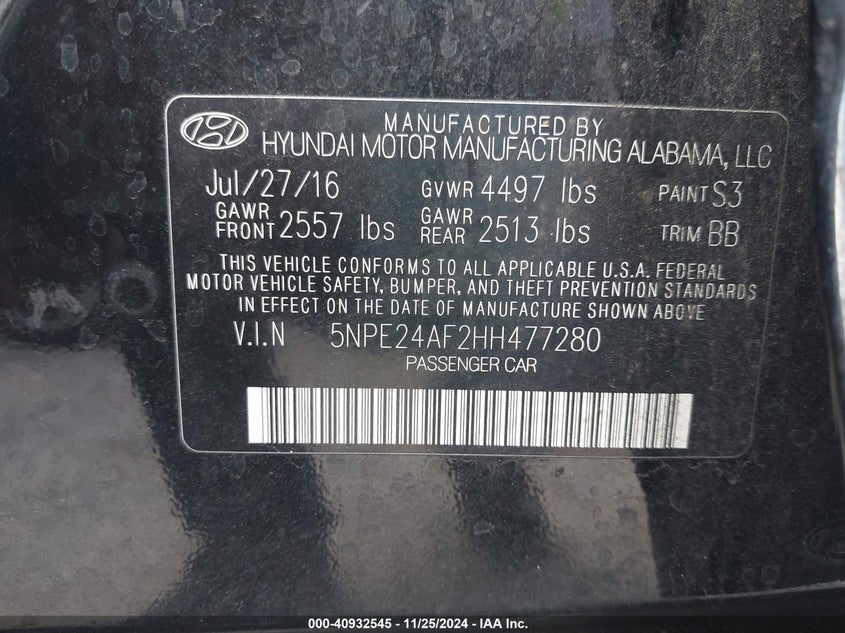 MANUFACTURED BY
HYUNDAI MOTOR MANUFACTURING ALABAMA, LLC
Jul/27/16 GVWR 4497 lbs PAINT S3
GAWR FRONT 2557 lbs GAWR REAR 2513 lbs TRIM BB
THIS VEHICLE CONFORMS TO ALL APPLICABLE U.S.A. FEDERAL
MOTOR VEHICLE SAFETY, BUMPER, AND THEFT PREVENTION STANDARDS
IN EFFECT ON THE DATE OF MANUFACTURE SHOWN ABOVE
V.I.N 5NPE24AF2HH477280
PASSENGER CAR
000-40932545 - 11/25/2024 - IAA Inc.